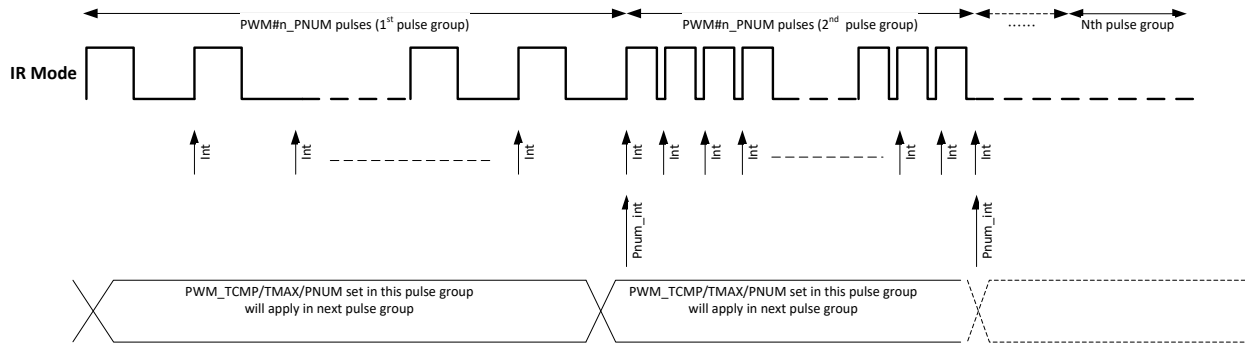 PWM#n_PNUM pulses (1st pulse group)
PWM#n_PNUM pulses (2nd pulse group)
......
Nth pulse group
IR Mode
Int
Int
Int
Int
Int
Int
Int
Int
Int
Int
Pnum_int
Pnum_int
PWM_TCMP/TMAX/PNUM set in this pulse group
will apply in next pulse group
PWM_TCMP/TMAX/PNUM set in this pulse group
will apply in next pulse group